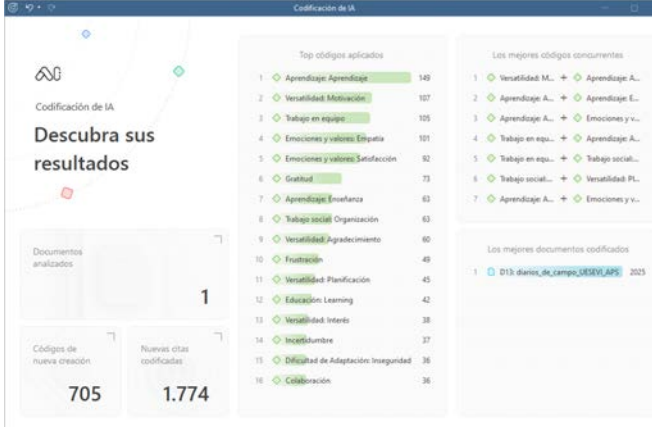 Codificación de IA
Codificación de IA
Descubra sus
resultados
Documentos
analizados
1
Códigos de
nueva creación
705
Nuevas citas
codificadas
1.774
Top códigos aplicados
1 Aprendizaje: Aprendizaje 149
2 Versatilidad: Motivación 107
3 Trabajo en equipo 105
4 Emociones y valores: Empatía 101
5 Emociones y valores: Satisfacción 92
6 Gratitud 73
7 Aprendizaje: Enseñanza 63
8 Trabajo social: Organización 63
9 Versatilidad: Agradecimiento 60
10 Frustración 49
11 Versatilidad: Planificación 45
12 Educación: Learning 42
13 Versatilidad: Interés 38
14 Incertidumbre 37
15 Dificultad de Adaptación: Inseguridad 36
16 Colaboración 36
Los mejores códigos concurrentes
1 Versatilidad: M... + Aprendizaje: A...
2 Aprendizaje: A... + Aprendizaje: E...
3 Aprendizaje: A... + Emociones y v...
4 Trabajo en equ... + Aprendizaje: A...
5 Trabajo en equ... + Trabajo social:...
6 Trabajo social:... + Versatilidad: Pl...
7 Aprendizaje: A... + Emociones y v...
Los mejores documentos codificados
1 D13: diarios_de_campo_UESEVI_APS 2025